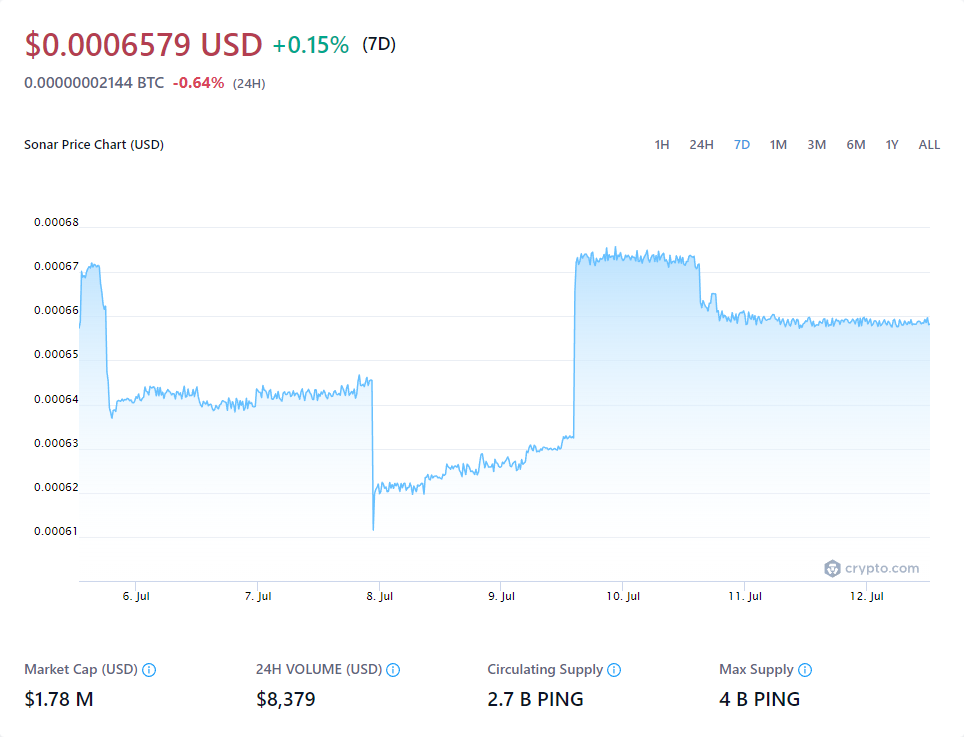 $0.0006579 USD +0.15% (7D)
0.00000002144 BTC -0.64% (24H)
Sonar Price Chart (USD) 1H 24H 7D 1M 3M 6M 1Y ALL
0.00068
0.00067
0.00066
0.00065
0.00064
0.00063
0.00062
0.00061
crypto.com
6. Jul 7. Jul 8. Jul 9. Jul 10. Jul 11. Jul 12. Jul
Market Cap (USD) 24H VOLUME (USD) Circulating Supply Max Supply
$1.78 M $8,379 2.7 B PING 4 B PING